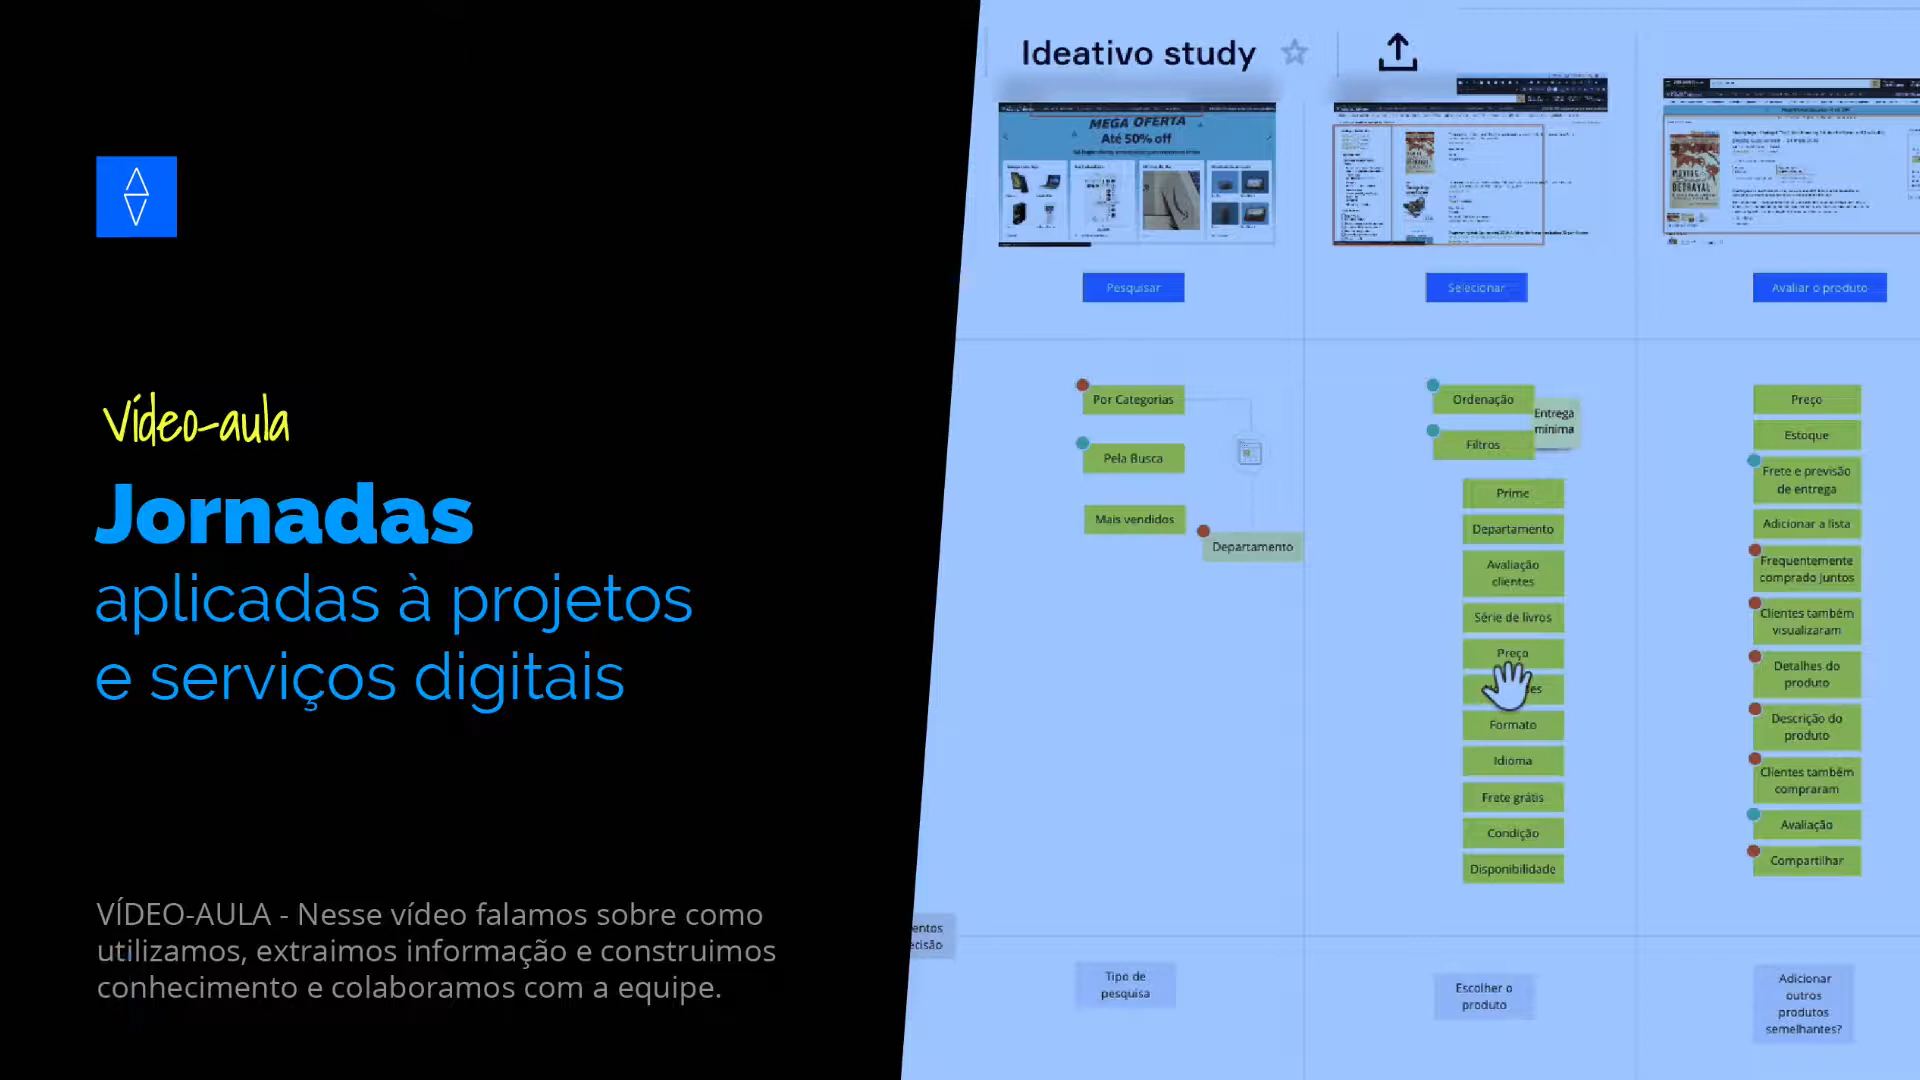 Vídeo-aula
Jornadas
aplicadas à projetos
e serviços digitais
VÍDEO-AULA - Nesse vídeo falamos sobre como
utilizamos, extraimos informação e construimos
conhecimento e colaboramos com a equipe.
Ideativo study
MEGA OFERTA
Até 50% off
Pesquisar
Selecionar
Avaliar o produto
Por Categorias
Pela Busca
Mais vendidos
Departamento
Ordenação
Entrega
mínima
Filtros
Prime
Departamento
Avaliação
clientes
Série de livros
Preço
Formato
Idioma
Frete grátis
Condição
Disponibilidade
Preço
Estoque
Frete e previsão
de entrega
Adicionar a lista
Frequentemente
comprado juntos
Clientes também
visualizaram
Detalhes do
produto
Descrição do
produto
Clientes também
compraram
Avaliação
Compartilhar
entos
ecisão
Tipo de
pesquisa
Escolher o
produto
Adicionar
outros
produtos
semelhantes?